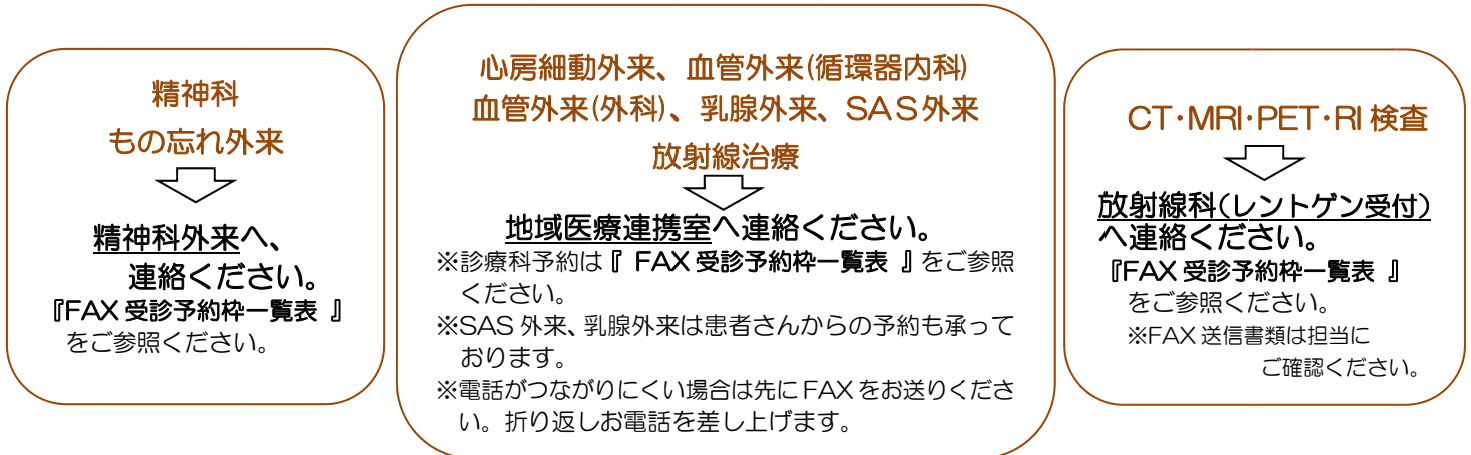 精神科
もの忘れ外来
精神科外来へ、
連絡ください。
『FAX 受診予約枠一覧表 』
をご参照ください。
心房細動外来、血管外来(循環器内科)
血管外来(外科)、乳腺外来、SAS外来
放射線治療
地域医療連携室へ連絡ください。
※診療科予約は『 FAX 受診予約枠一覧表 』をご参照
ください。
※SAS 外来、乳腺外来は患者さんからの予約も承って
おります。
※電話がつながりにくい場合は先に FAX をお送りくださ
い。折り返しお電話を差し上げます。
CT・MRI・PET・RI 検査
放射線科(レントゲン受付)
へ連絡ください。
『FAX 受診予約枠一覧表 』
をご参照ください。
※FAX 送信書類は担当に
ご確認ください。